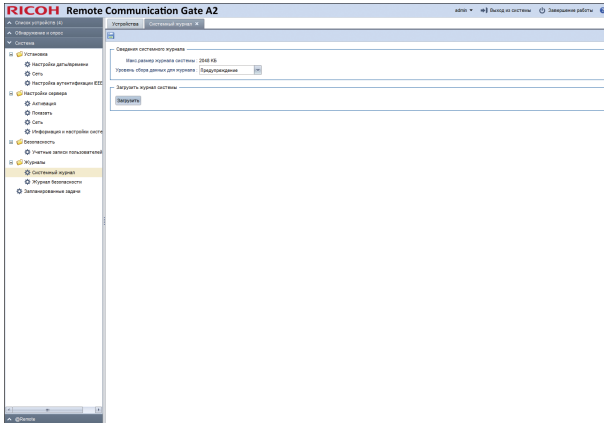 RICOH Remote Communication Gate A2
admin
Выход из системы
Завершение работы
Список устройств (A)
Обнаружение и опрос
Система
Устройства
Системный журнал
Установка
Настройка даты/времени
Сеть
Настройка аутентификации IEEE
Настройки сервера
Активация
Показать
Сеть
Информация и настройки систе
Безопасность
Учетные записи пользователей
Журналы
Системный журнал
Журнал безопасности
Запланированные задачи
@Remote
Сведения системного журнала
Макс размер журнала системы : 2048 КБ
Уровень сбора данных для журнала : Предупреждение
Загрузить журнал системы
Загрузить